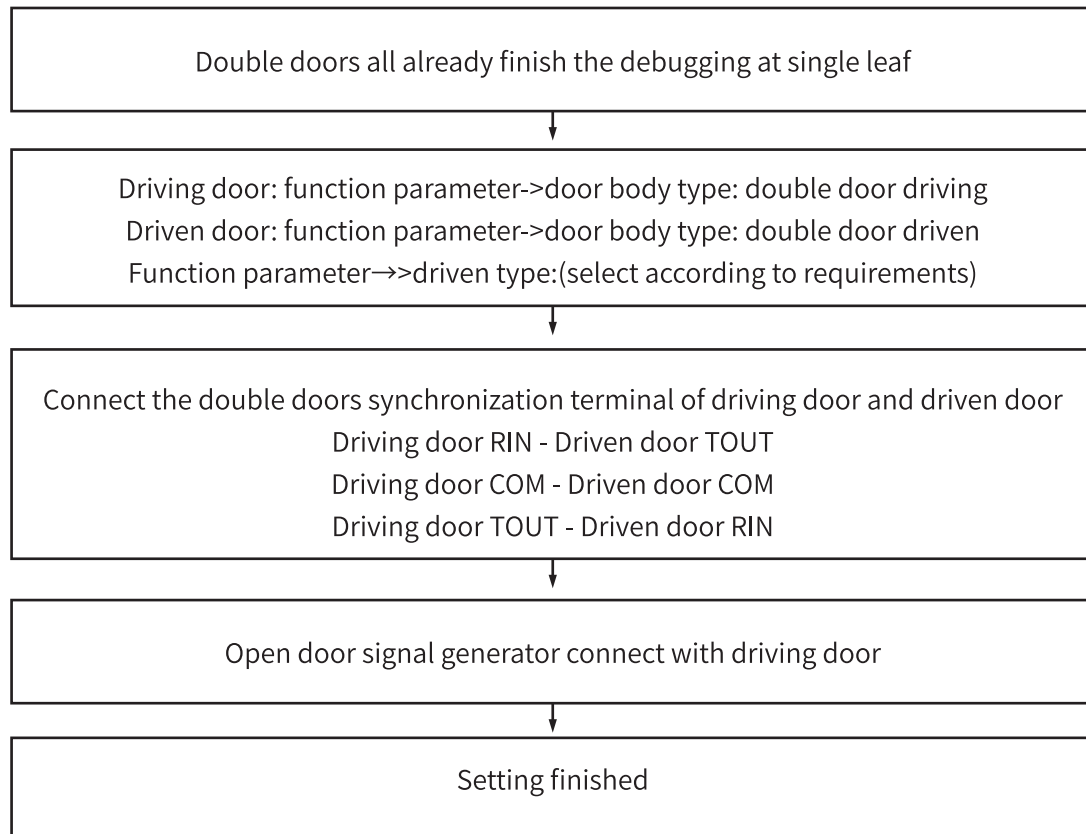 Double doors all already finish the debugging at single leaf
Driving door: function parameter->door body type: double door driving
Driven door: function parameter->door body type: double door driven
Function parameter→>driven type:(select according to requirements)
Connect the double doors synchronization terminal of driving door and driven door
Driving door RIN - Driven door TOUT
Driving door COM - Driven door COM
Driving door TOUT - Driven door RIN
Open door signal generator connect with driving door
Setting finished